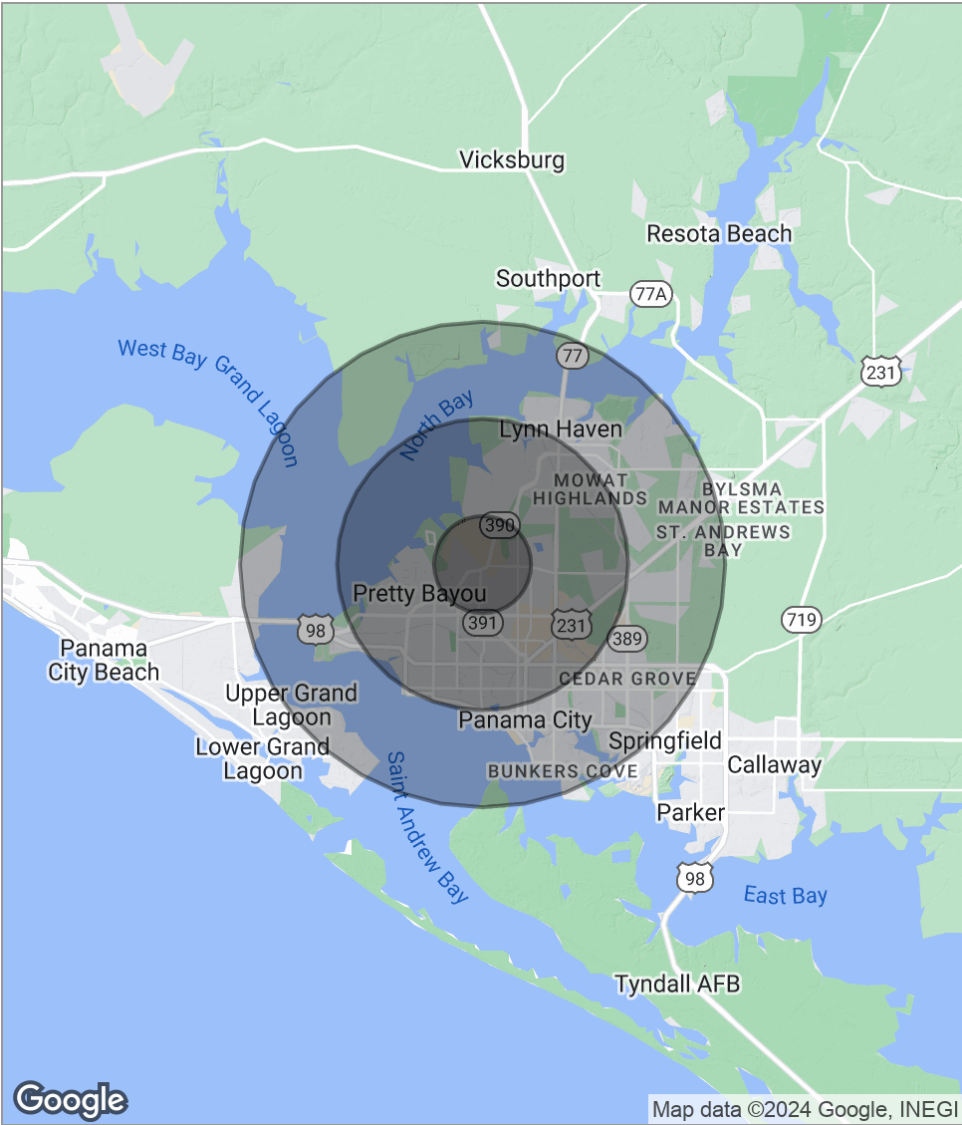 Vicksburg
Resota Beach
Southport
77A
77
231
West Bay
Grand Lagoon
North Bay
Lynn Haven
MOWAT
HIGHLANDS
BYLSMA
MANOR ESTATES
ST. ANDREWS
BAY
390
Pretty Bayou
391
231
98
389
719
Panama
City Beach
CEDAR GROVE
Upper Grand
Lagoon
Panama City
Lower Grand
Lagoon
Springfield
BUNKERS COVE
Callaway
Saint Andrew Bay
Parker
98
East Bay
Tyndall AFB
Google
Map data ©2024 Google, INEGI